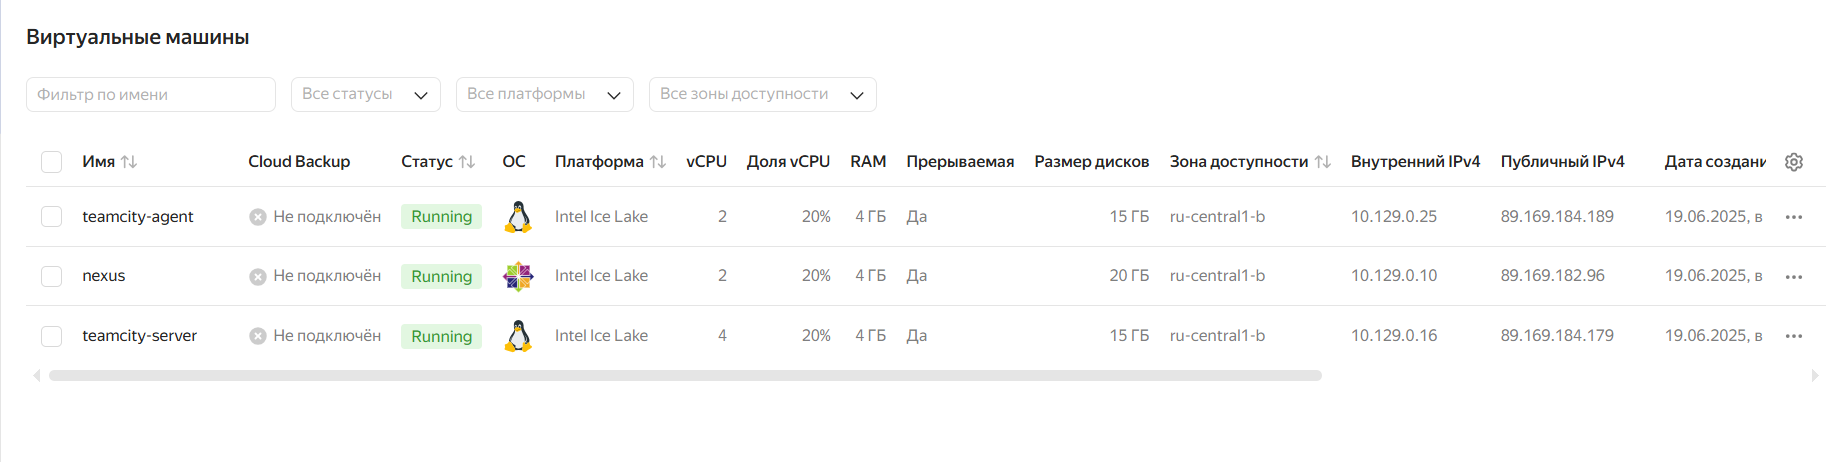 Виртуальные машины
Фильтр по имени Все статусы Все платформы Все зоны доступности
Имя Cloud Backup Статус ОС Платформа vCPU Доля vCPU RAM Прерываемая Размер дисков Зона доступности Внутренний IPv4 Публичный IPv4 Дата создани
teamcity-agent Не подключён Running Intel Ice Lake 2 20% 4 ГБ Да 15 ГБ ru-central1-b 10.129.0.25 89.169.184.189 19.06.2025, в ...
nexus Не подключён Running Intel Ice Lake 2 20% 4 ГБ Да 20 ГБ ru-central1-b 10.129.0.10 89.169.182.96 19.06.2025, в ...
teamcity-server Не подключён Running Intel Ice Lake 4 20% 4 ГБ Да 15 ГБ ru-central1-b 10.129.0.16 89.169.184.179 19.06.2025, в ...